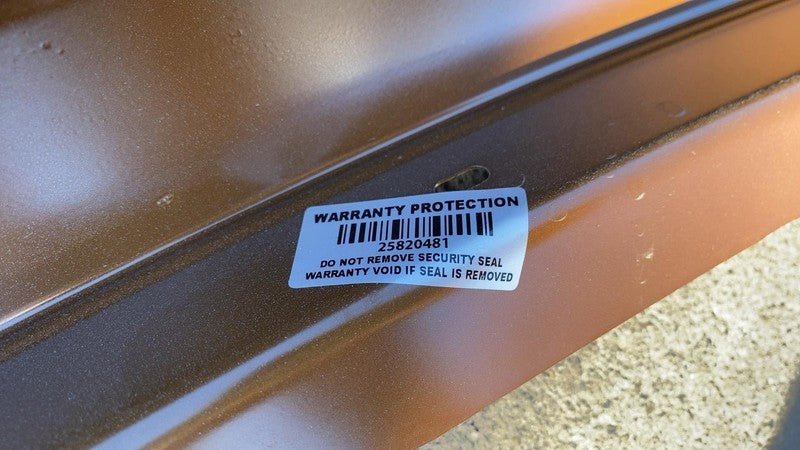 WARRANTY PROTECTION
25820481
DO NOT REMOVE SECURITY SEAL
WARRANTY VOID IF SEAL IS REMOVED